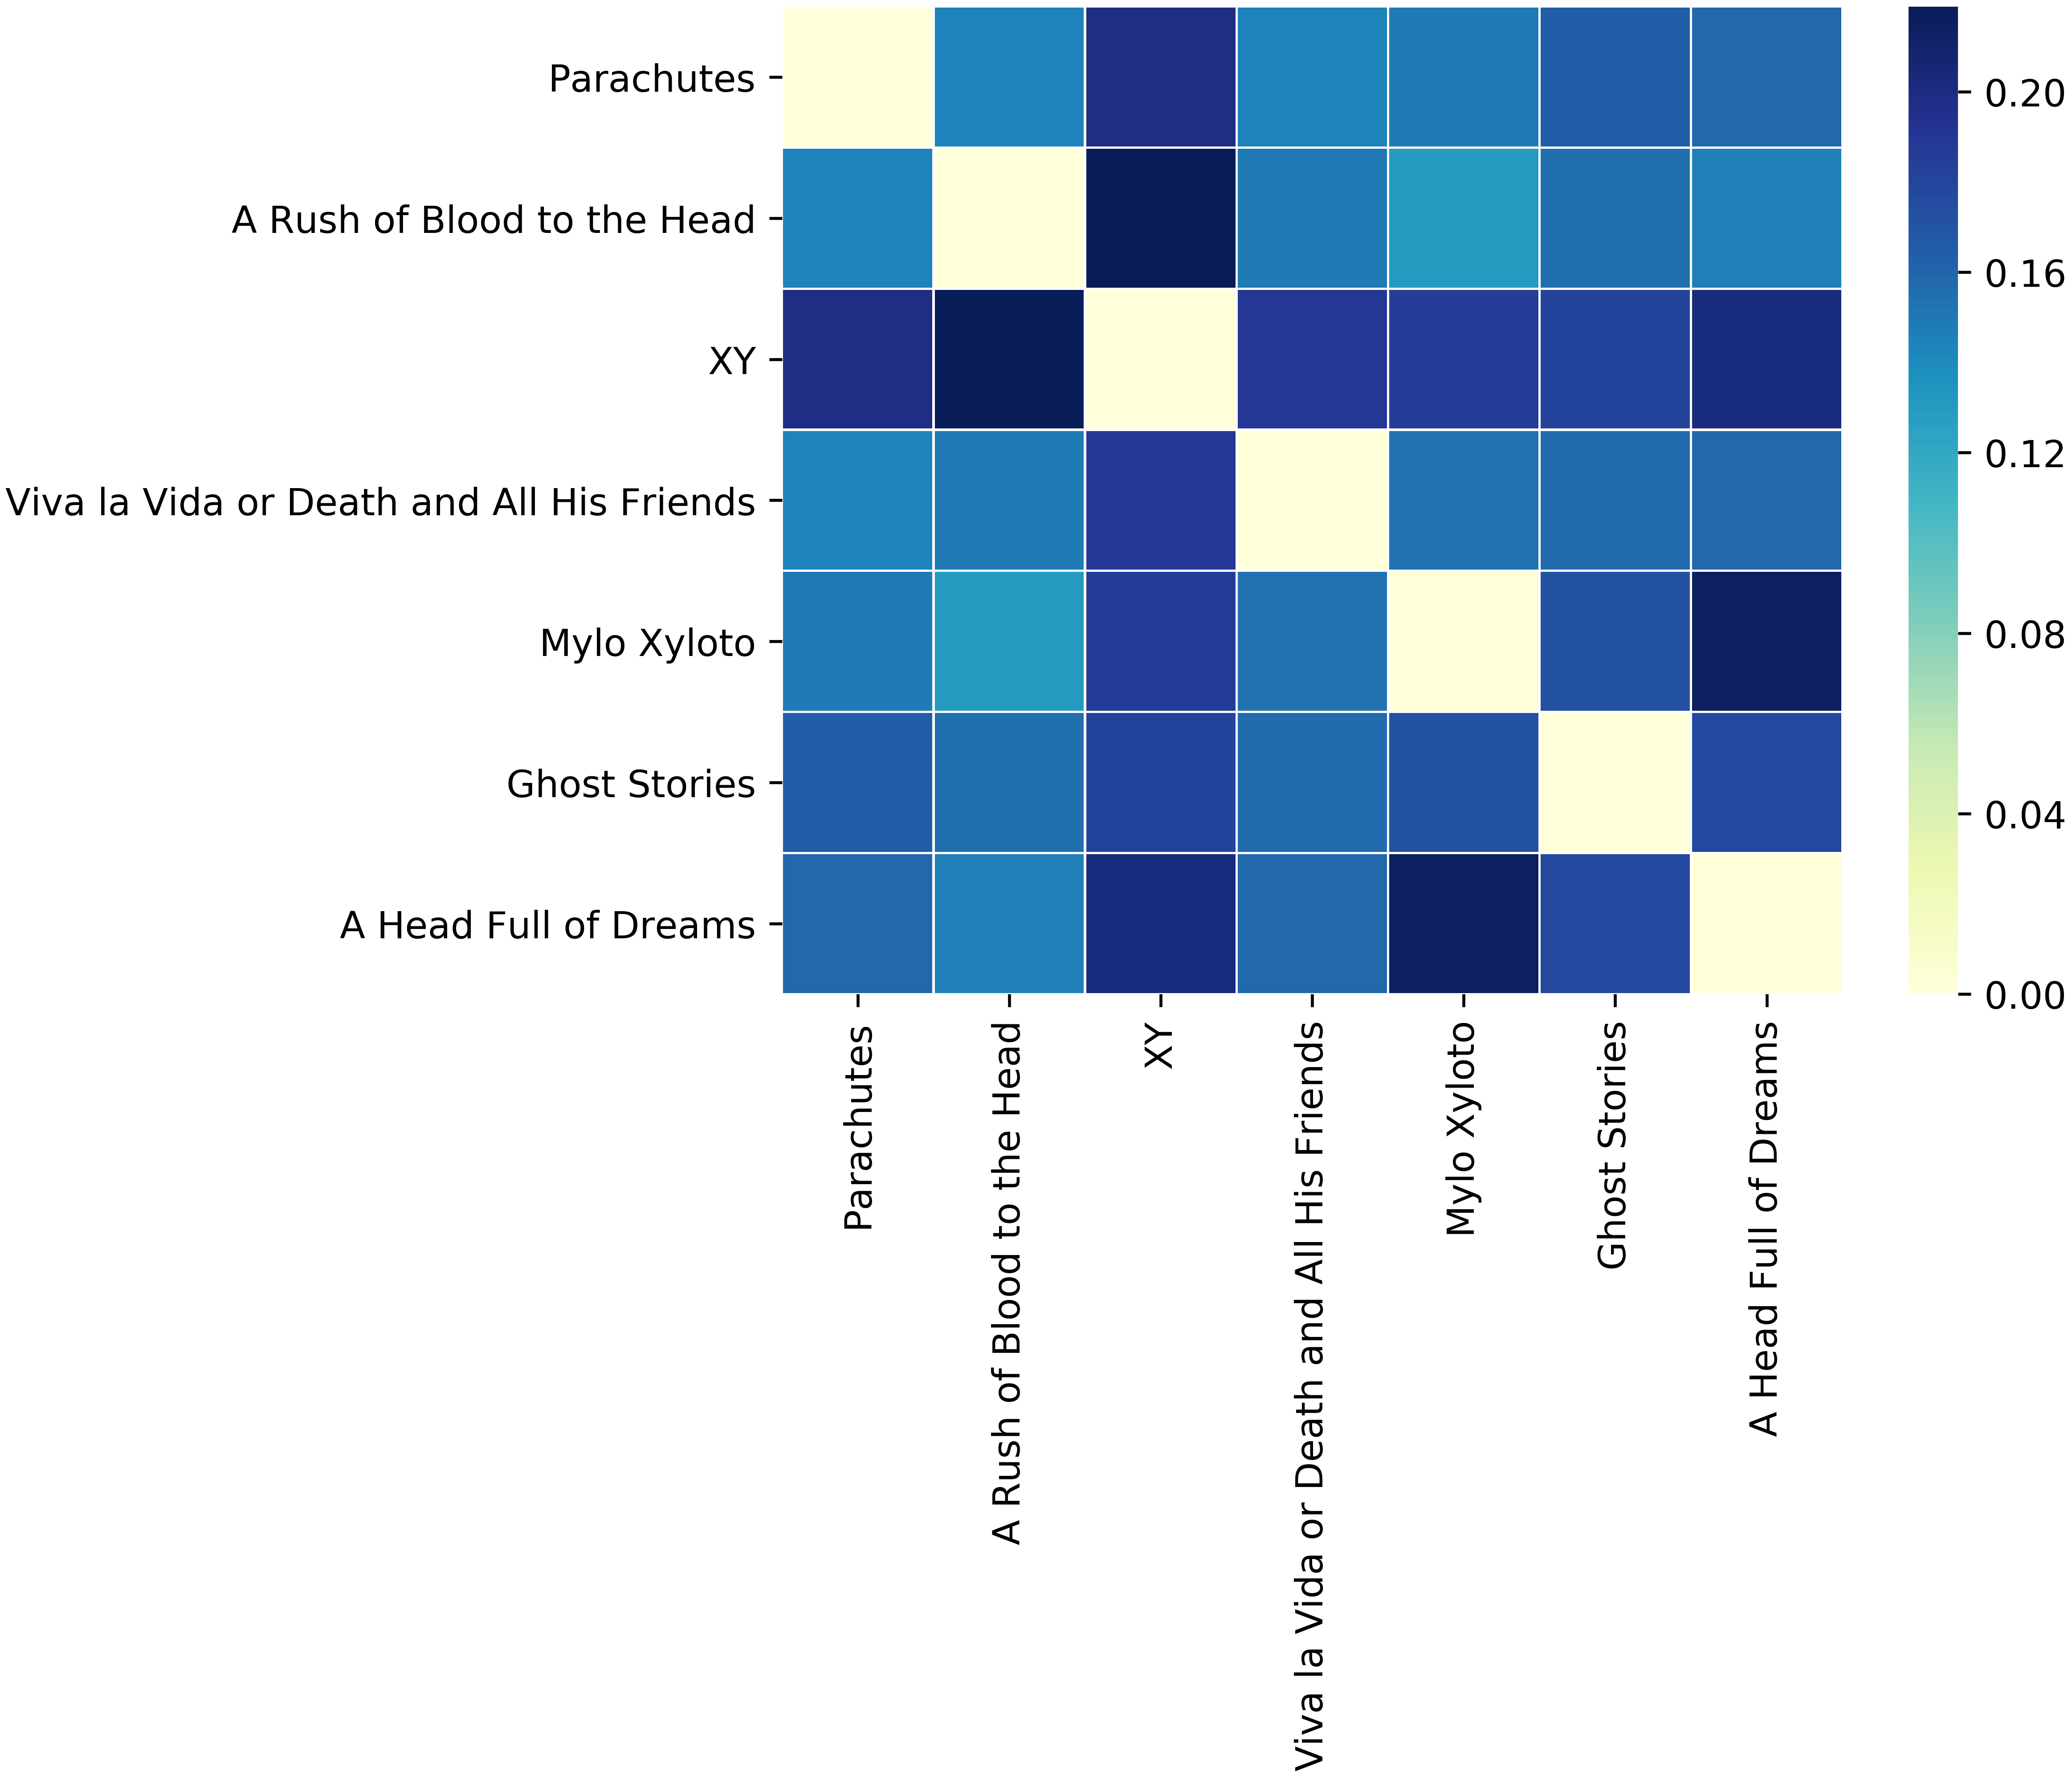 Parachutes
A Rush of Blood to the Head
XY
Viva la Vida or Death and All His Friends
Mylo Xyloto
Ghost Stories
A Head Full of Dreams
Parachutes
A Rush of Blood to the Head
XY
Viva la Vida or Death and All His Friends
Mylo Xyloto
Ghost Stories
A Head Full of Dreams
0.20
0.16
0.12
0.08
0.04
0.00